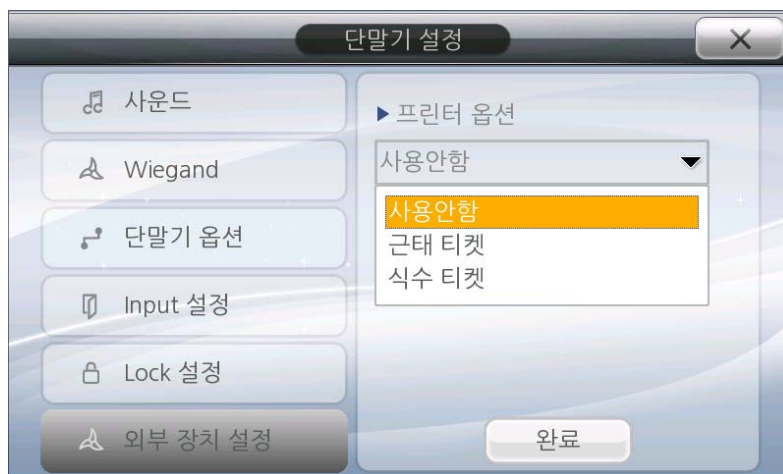 단말기 설정
사운드
Wiegand
단말기 옵션
Input 설정
Lock 설정
외부 장치 설정
프린터 옵션
사용안함
사용안함
근태 티켓
식수 티켓
완료